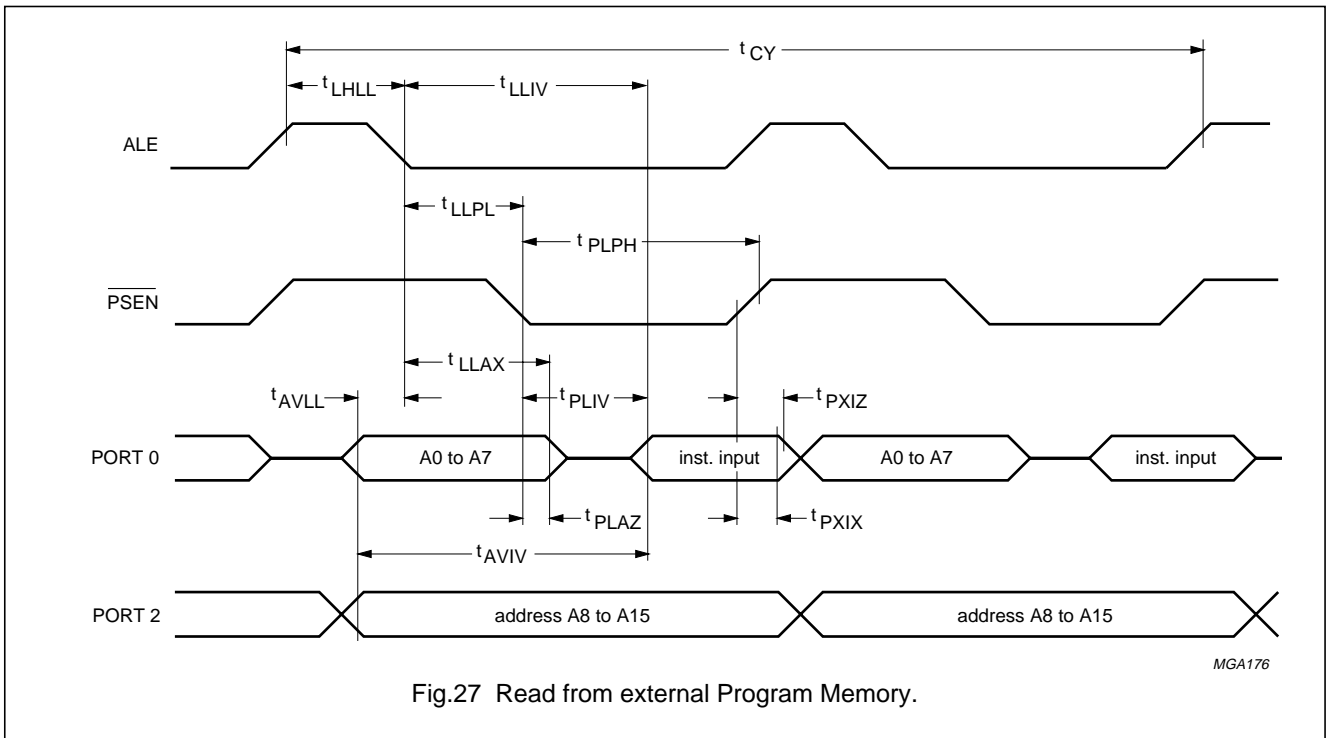 t CY
t LHLL
t LLIV
ALE
t LLPL
t PLPH
PSEN
t LLAX
t AVLL
t PLIV
t PXIZ
PORT 0
A0 to A7
inst. input
A0 to A7
inst. input
t PLAZ
t PXIX
t AVIV
PORT 2
address A8 to A15
address A8 to A15
MGA176
Fig.27 Read from external Program Memory.